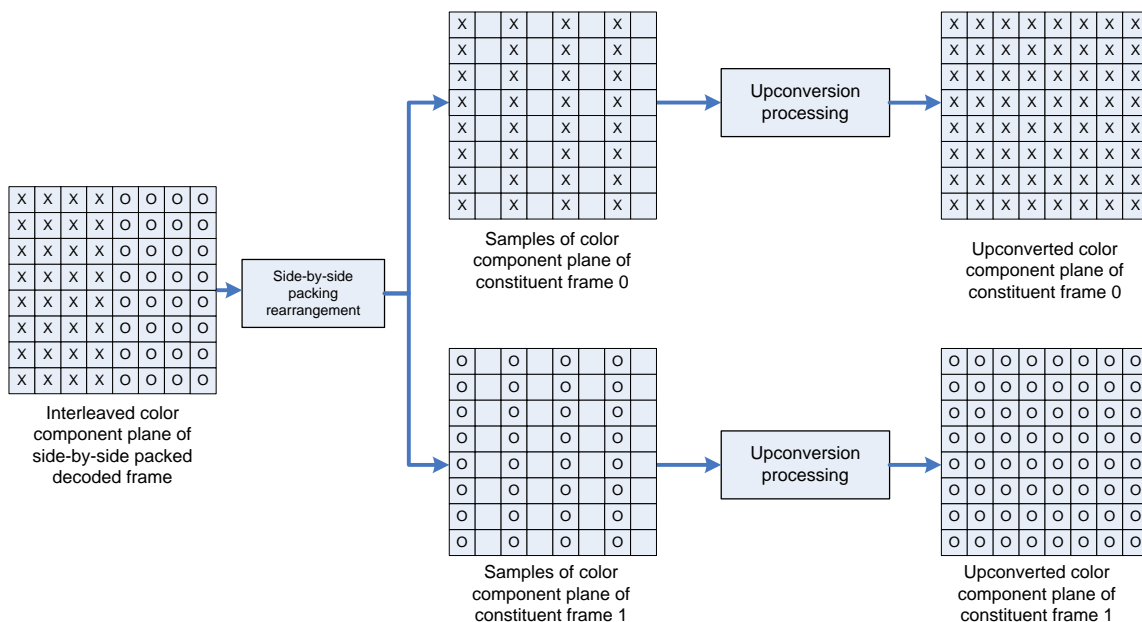 X X X X O O O O
X X X X O O O O
X X X X O O O O
X X X X O O O O
X X X X O O O O
X X X X O O O O
X X X X O O O O
X X X X O O O O
Interleaved color
component plane of
side-by-side packed
decoded frame
Side-by-side
packing
rearrangement
X X X X
X X X X
X X X X
X X X X
X X X X
X X X X
X X X X
X X X X
Samples of color
component plane of
constituent frame 0
Upconversion
processing
X X X X X X X X
X X X X X X X X
X X X X X X X X
X X X X X X X X
X X X X X X X X
X X X X X X X X
X X X X X X X X
X X X X X X X X
Upconverted color
component plane of
constituent frame 0
O O O O
O O O O
O O O O
O O O O
O O O O
O O O O
O O O O
O O O O
Samples of color
component plane of
constituent frame 1
Upconversion
processing
O O O O O O O O
O O O O O O O O
O O O O O O O O
O O O O O O O O
O O O O O O O O
O O O O O O O O
O O O O O O O O
O O O O O O O O
Upconverted color
component plane of
constituent frame 1